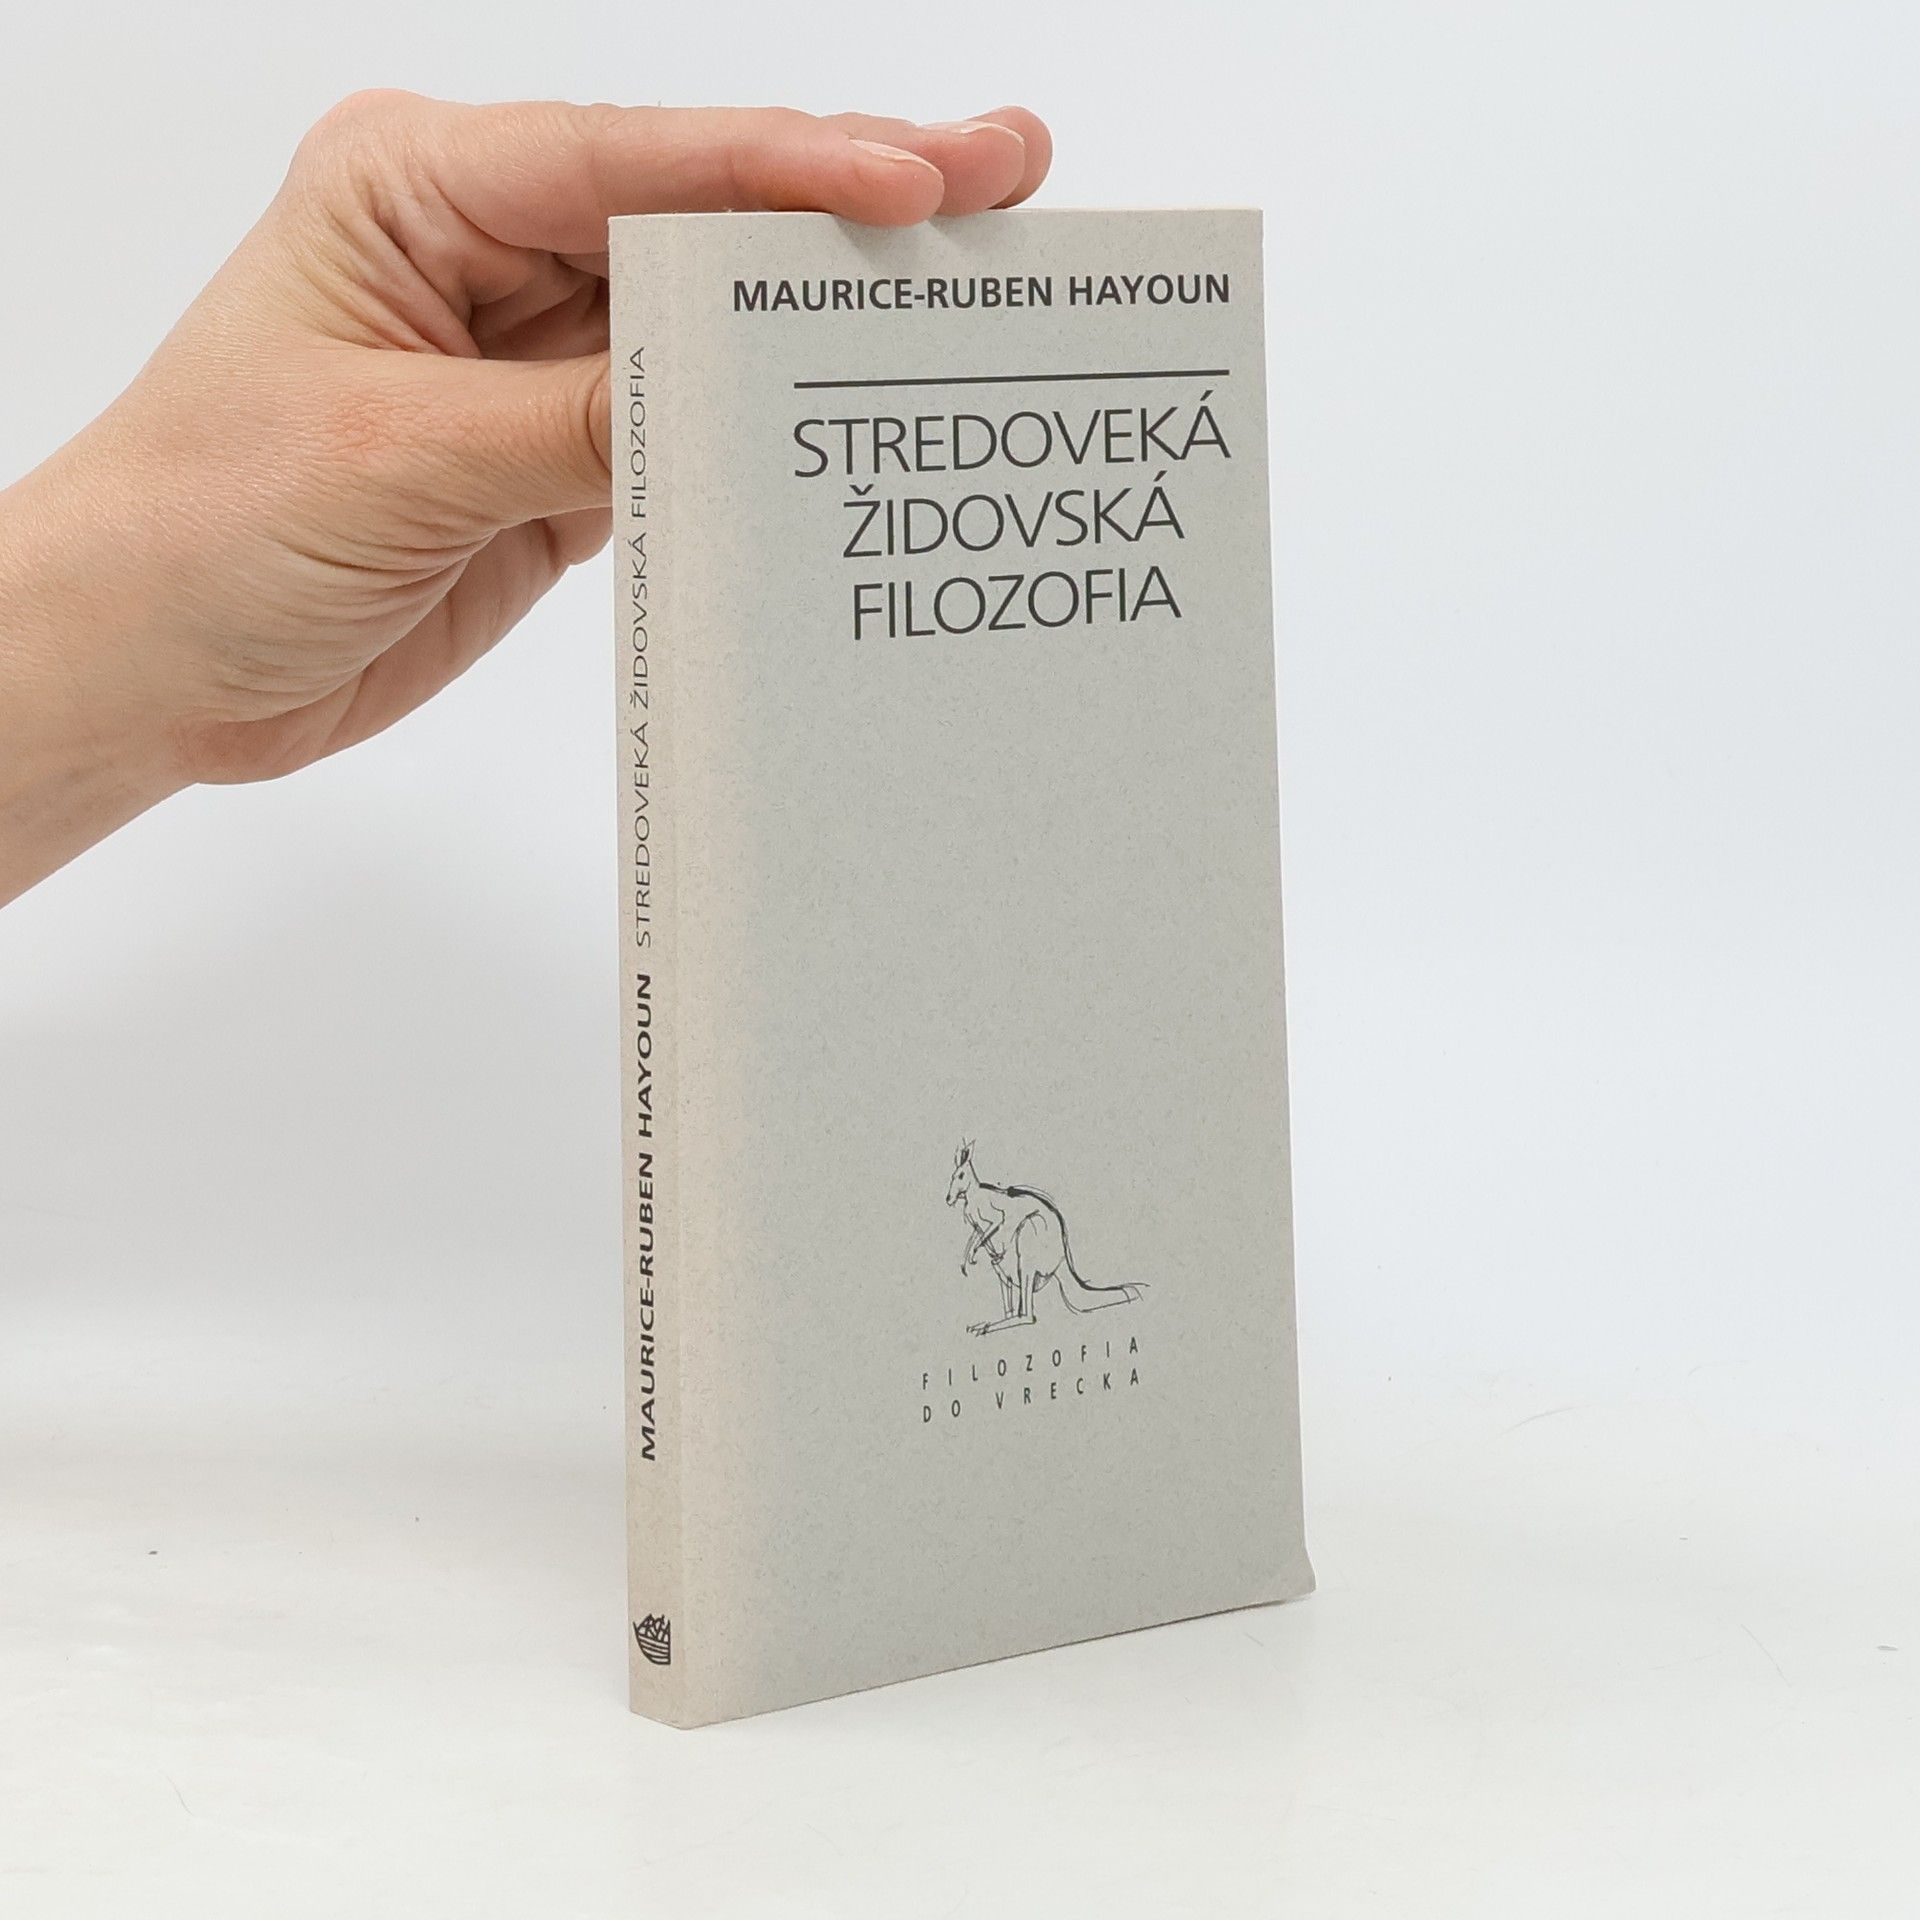 MAURICE-RUBEN HAYOUN
STREDOVEKÁ
ŽIDOVSKÁ
FILOZOFIA
FILOZOFIA
DO VRECKA
MAURICE-RUBEN HAYOUN STREDOVEKÁ ŽIDOVSKÁ FILOZOFIA